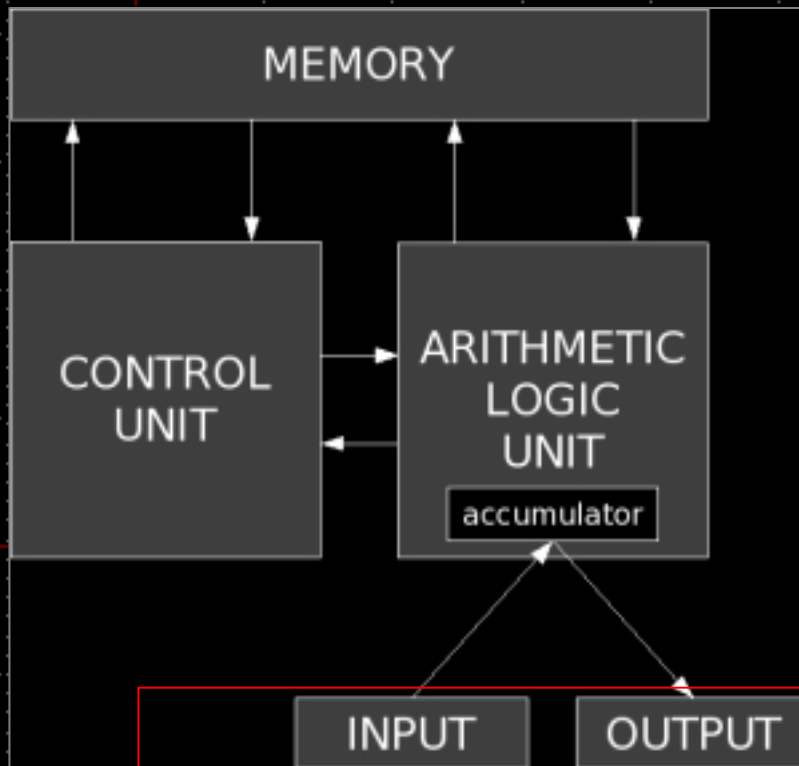 MEMORY
CONTROL
UNIT
ARITHMETIC
LOGIC
UNIT
accumulator
INPUT
OUTPUT